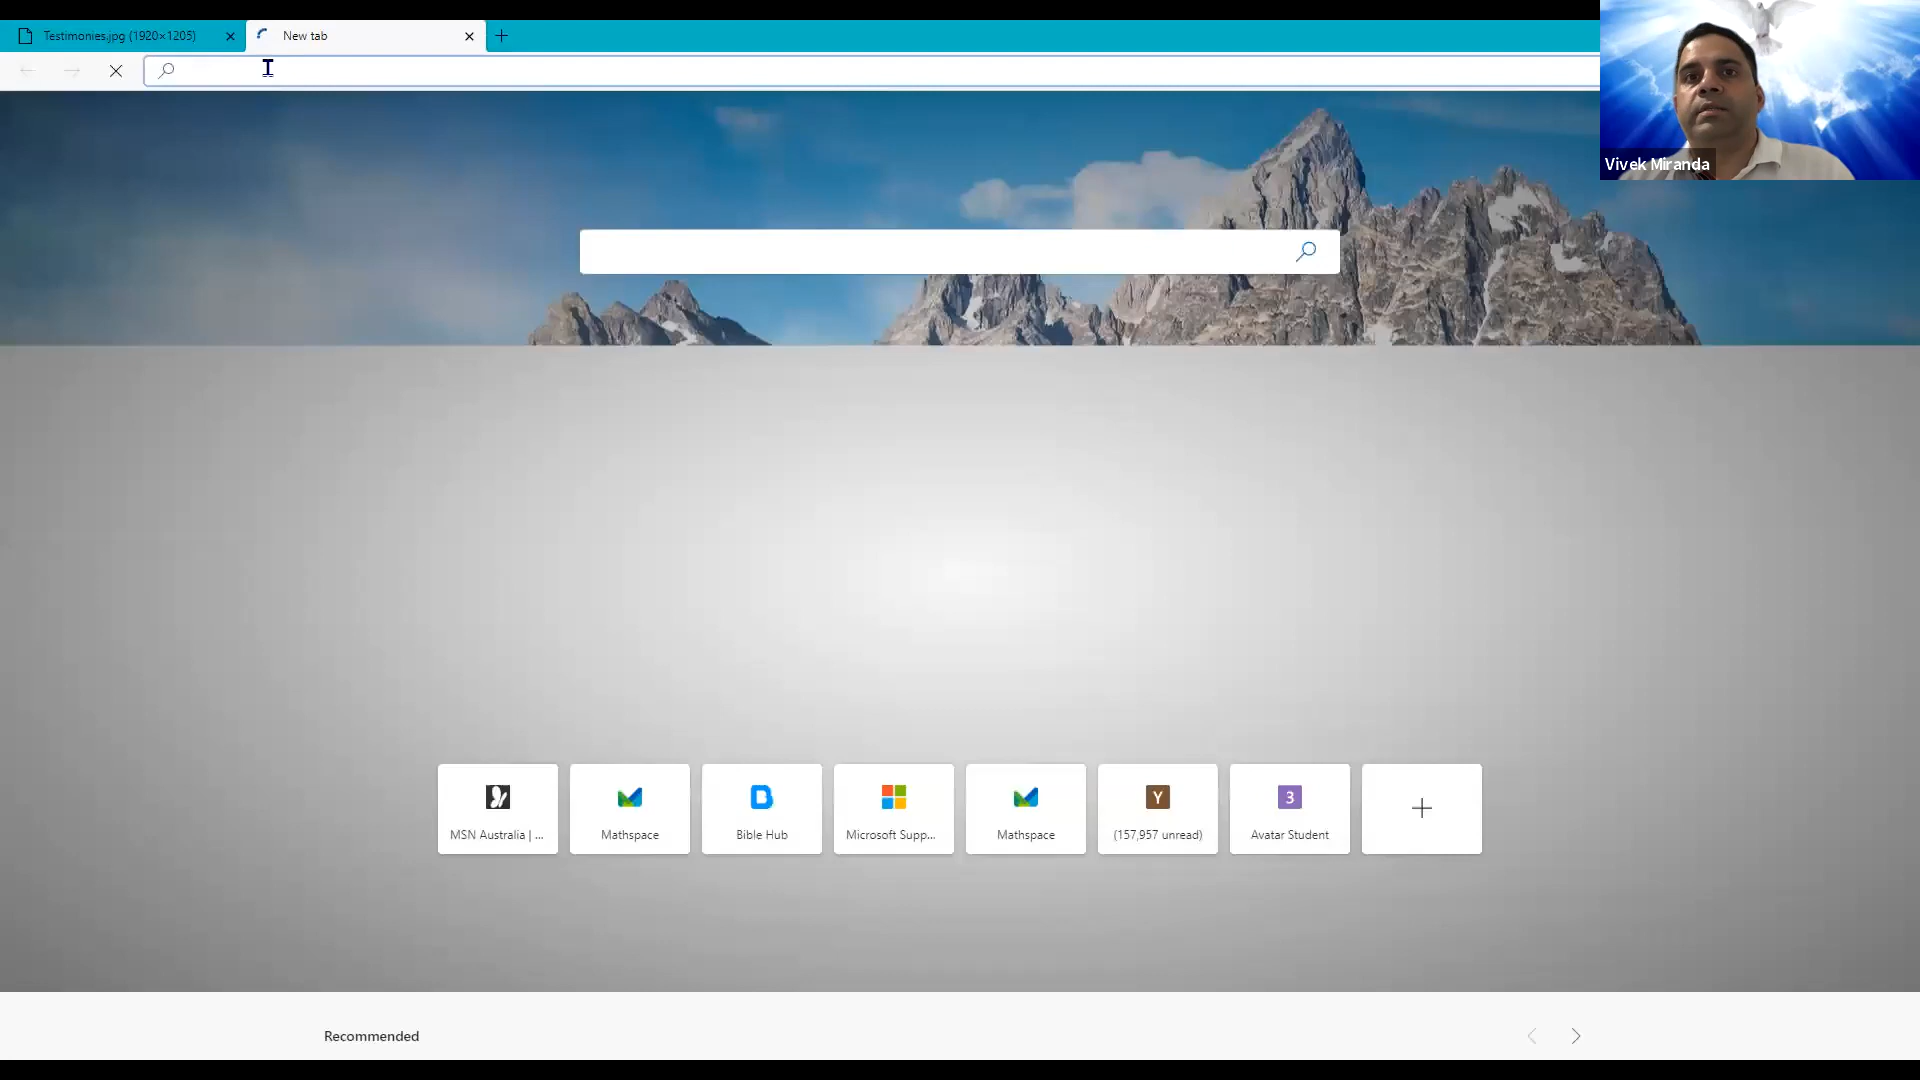 Testimonies.jpg (1920×1205)
New tab
Vivek Miranda
MSN Australia | ...
Mathspace
B
Bible Hub
Microsoft Supp...
Mathspace
Y
(157,957 unread)
3
Avatar Student
Recommended